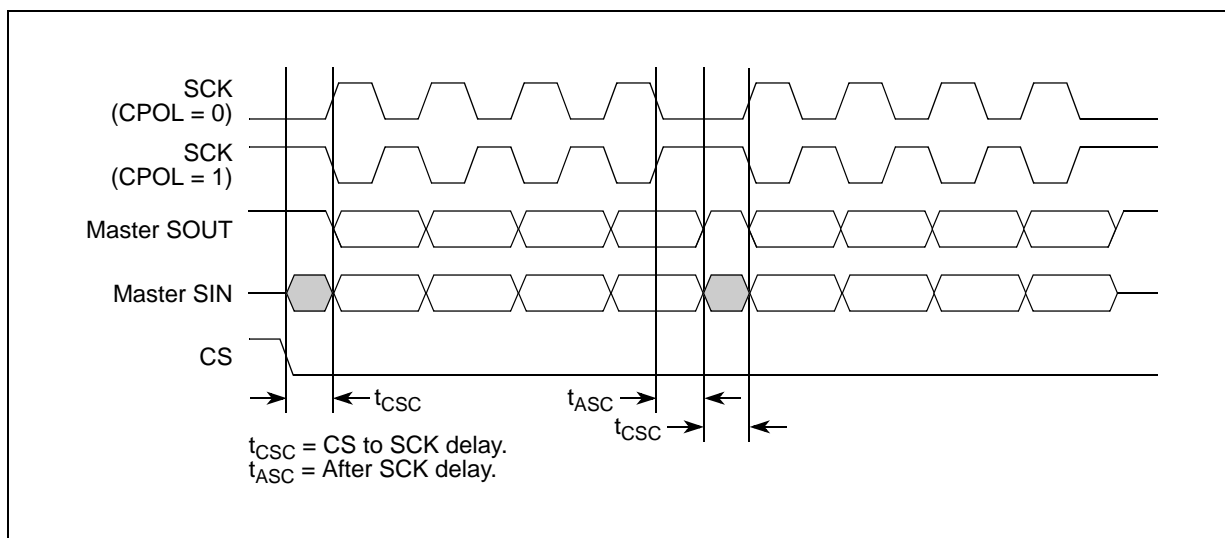 SCK
(CPOL = 0)
SCK
(CPOL = 1)
Master SOUT
Master SIN
CS
tCSC
tASC
tCSC
tCSC = CS to SCK delay.
tASC = After SCK delay.